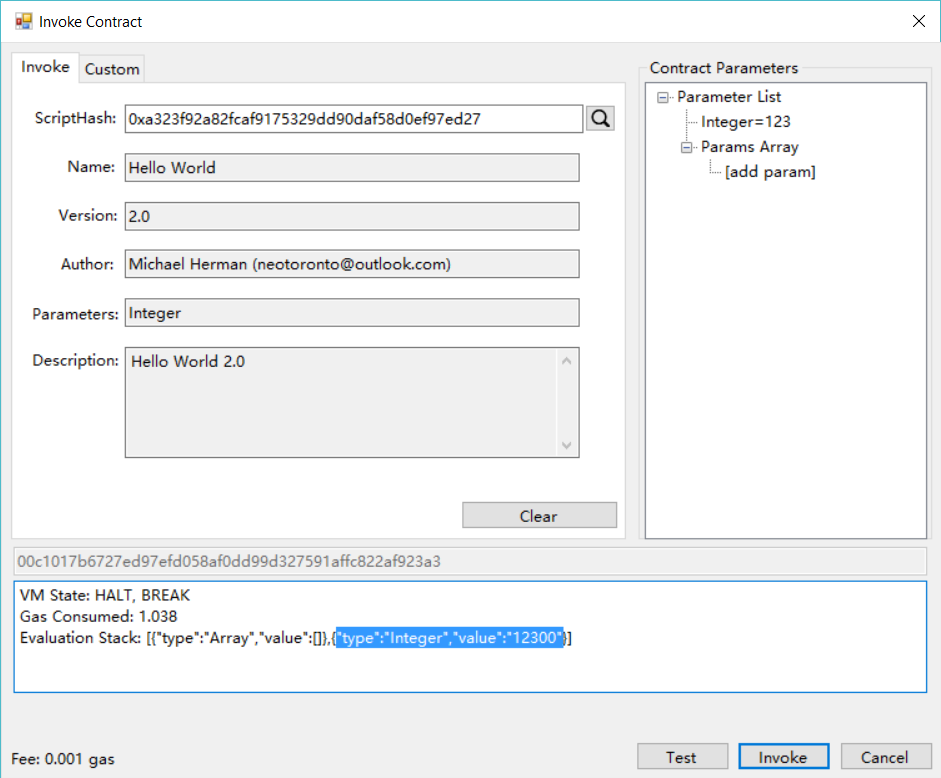 Invoke Contract
Invoke
Custom
ScriptHash: 0xa323f92a82fcaf9175329dd90daf58d0ef97ed27
Name: Hello World
Version: 2.0
Author: Michael Herman (neotoronto@outlook.com)
Parameters: Integer
Description: Hello World 2.0
Clear
Contract Parameters
Parameter List
Integer=123
Params Array
[add param]
00c1017b6727ed97efd058af0dd99d327591affc822af923a3
VM State: HALT, BREAK
Gas Consumed: 1.038
Evaluation Stack: [{"type":"Array","value":[]},{"type":"Integer","value":"12300"}]
Fee: 0.001 gas
Test
Invoke
Cancel